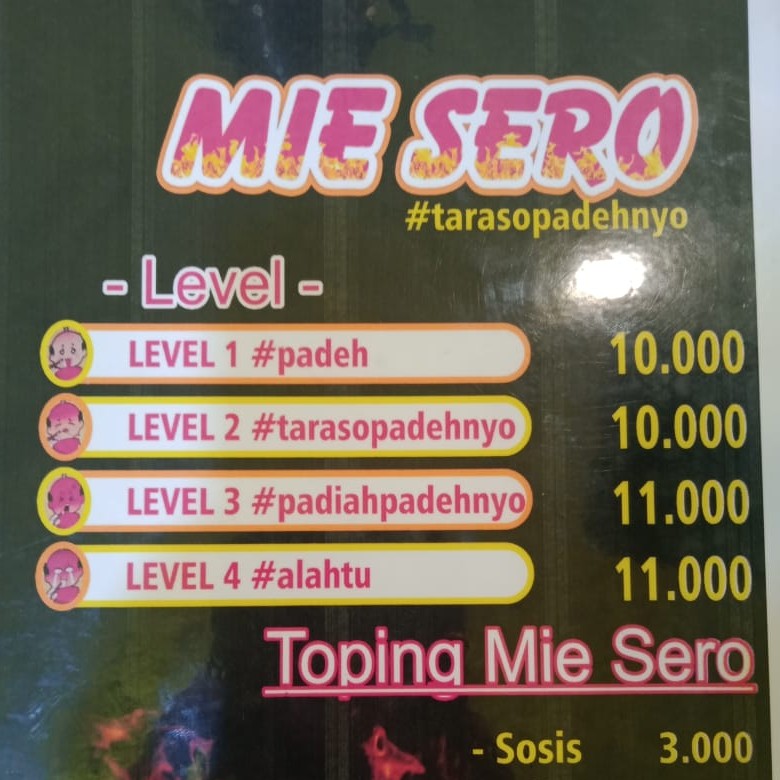 MIE SERO
#tarasopadehnyo
- Level -
LEVEL 1 #padeh 10.000
LEVEL 2 #tarasopadehnyo 10.000
LEVEL 3 #padiahpadehnyo 11.000
LEVEL 4 #alahtu 11.000
Toping Mie Sero
- Sosis 3.000